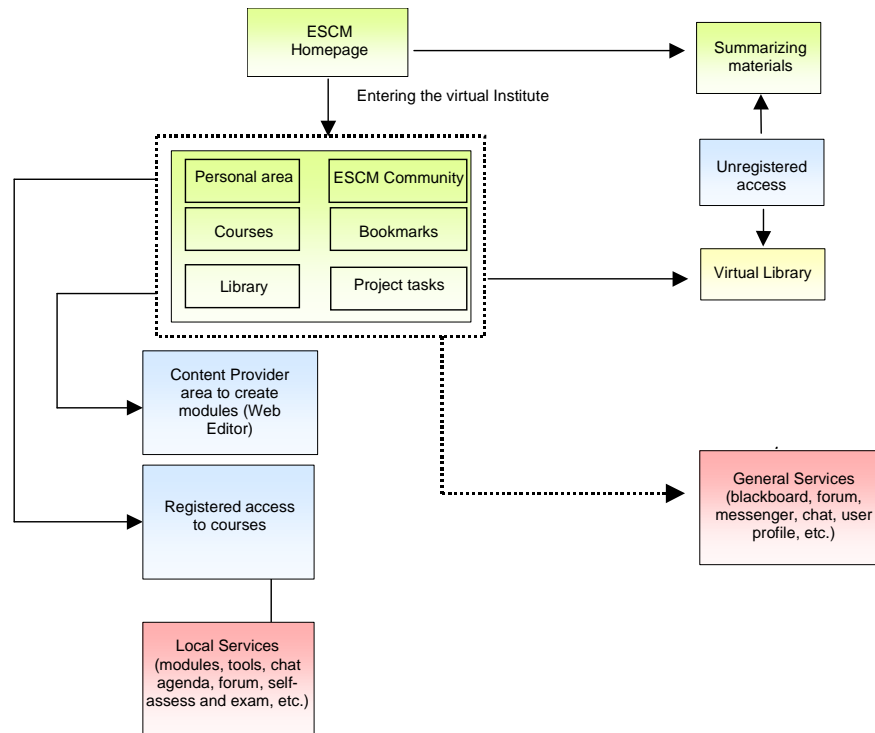 ESCM
Homepage
Summarizing
materials
Entering the virtual Institute
Personal area
ESCM Community
Unregistered
access
Courses
Bookmarks
Library
Project tasks
Virtual Library
Content Provider
area to create
modules (Web
Editor)
Registered access
to courses
General Services
(blackboard, forum,
messenger, chat, user
profile, etc.)
Local Services
(modules, tools, chat
agenda, forum, self-
assess and exam, etc.)